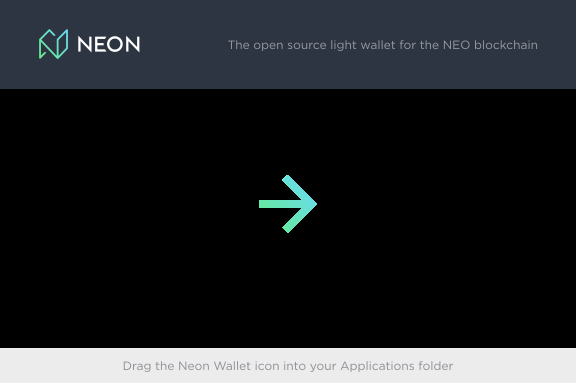 NEON
The open source light wallet for the NEO blockchain
Drag the Neon Wallet icon into your Applications folder